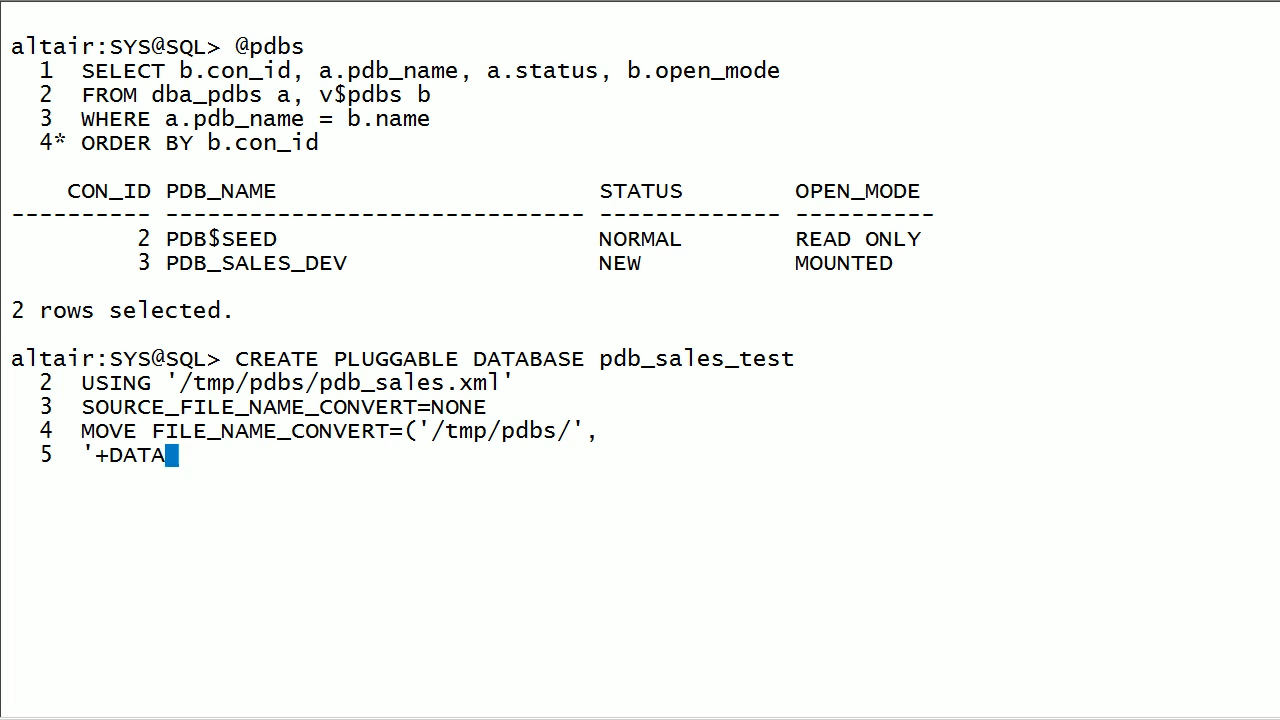 altair:SYS@SQL> @pdbs
  1  SELECT b.con_id, a.pdb_name, a.status, b.open_mode
  2  FROM dba_pdbs a, v$pdbs b
  3  WHERE a.pdb_name = b.name
  4* ORDER BY b.con_id
    CON_ID PDB_NAME                       STATUS        OPEN_MODE
---------- ------------------------------ ------------- ----------
         2 PDB$SEED                       NORMAL        READ ONLY
         3 PDB_SALES_DEV                  NEW           MOUNTED
2 rows selected.
altair:SYS@SQL> CREATE PLUGGABLE DATABASE pdb_sales_test
  2  USING '/tmp/pdbs/pdb_sales.xml'
  3  SOURCE_FILE_NAME_CONVERT=NONE
  4  MOVE FILE_NAME_CONVERT=('/tmp/pdbs/',
  5  '+DATA